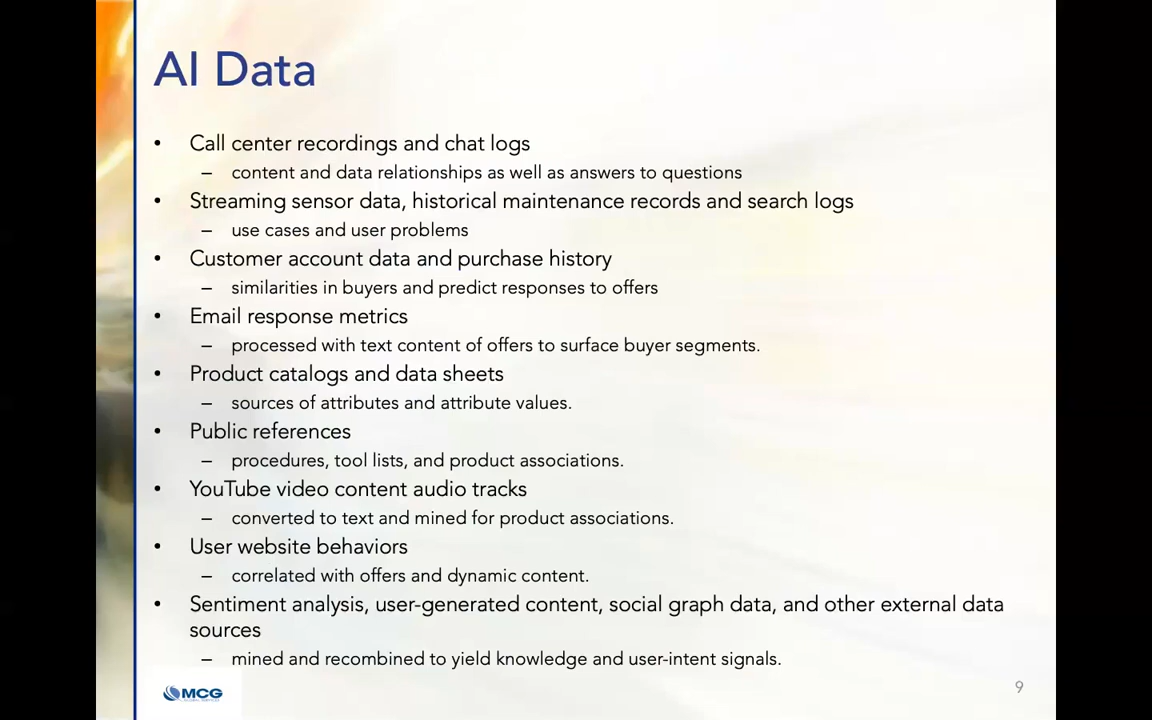 AI Data
• Call center recordings and chat logs
– content and data relationships as well as answers to questions
• Streaming sensor data, historical maintenance records and search logs
– use cases and user problems
• Customer account data and purchase history
– similarities in buyers and predict responses to offers
• Email response metrics
– processed with text content of offers to surface buyer segments.
• Product catalogs and data sheets
– sources of attributes and attribute values.
• Public references
– procedures, tool lists, and product associations.
• YouTube video content audio tracks
– converted to text and mined for product associations.
• User website behaviors
– correlated with offers and dynamic content.
• Sentiment analysis, user-generated content, social graph data, and other external data
sources
– mined and recombined to yield knowledge and user-intent signals.
MCG
9